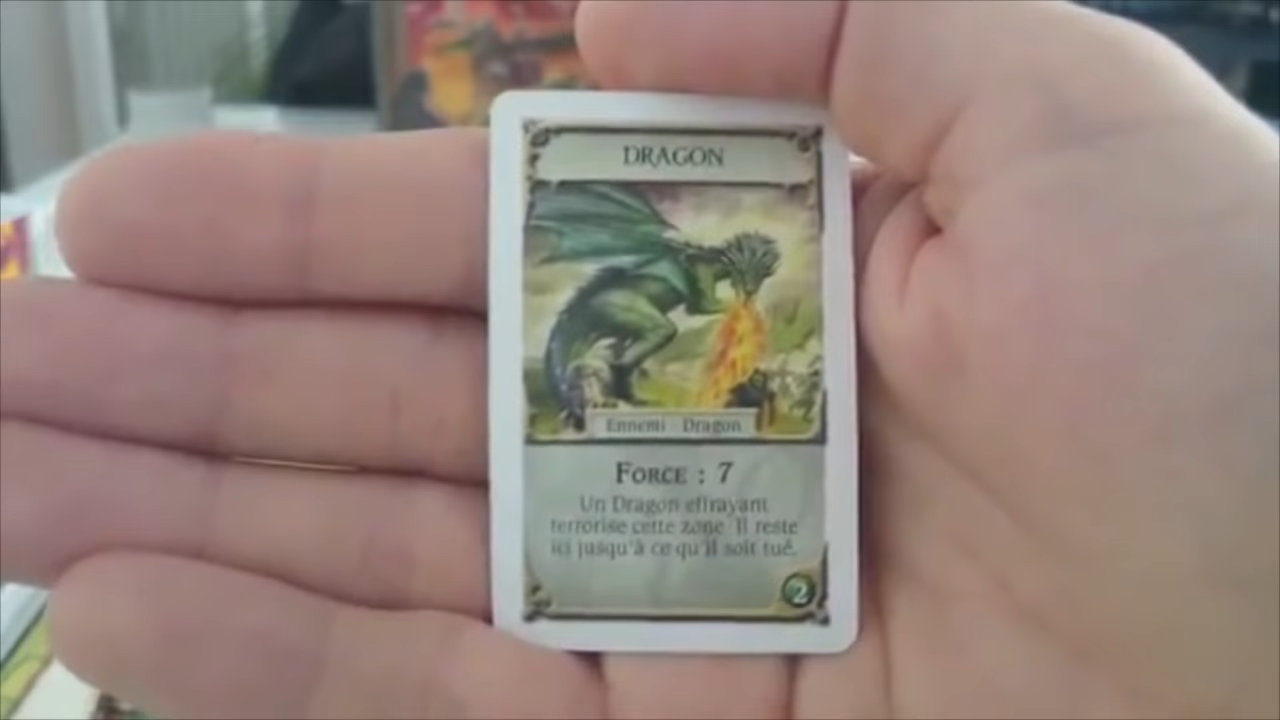 DRAGON
Ennemi - Dragon
FORCE : 7
Un Dragon effrayant
terrorise cette zone. Il reste
ici jusqu'à ce qu'il soit tué.
2